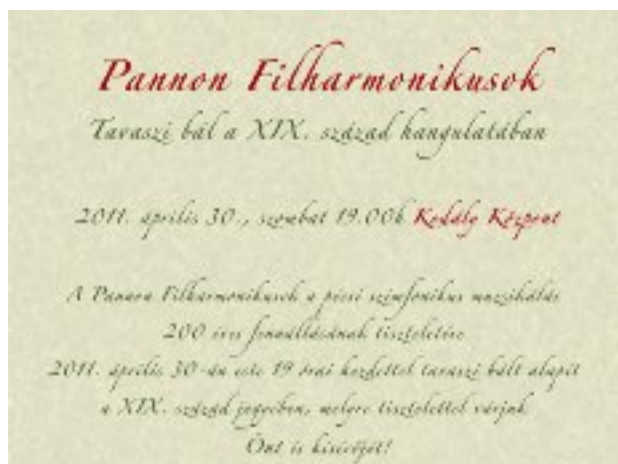 Pannon Filharmonikusok
Tavaszi bál a XIX. század hangulatában
2011. április 30., szombat 19.00h Kodály Központ
A Pannon Filharmonikusok a pécsi szimfonikus muzsikálás
200 éves fennállásának tiszteletére
2011. április 30-án este 19 órai kezdettel tavaszi bált alapít
a XIX. század jegyében, melyre tisztelettel várjuk
Önt is kísérőjét!